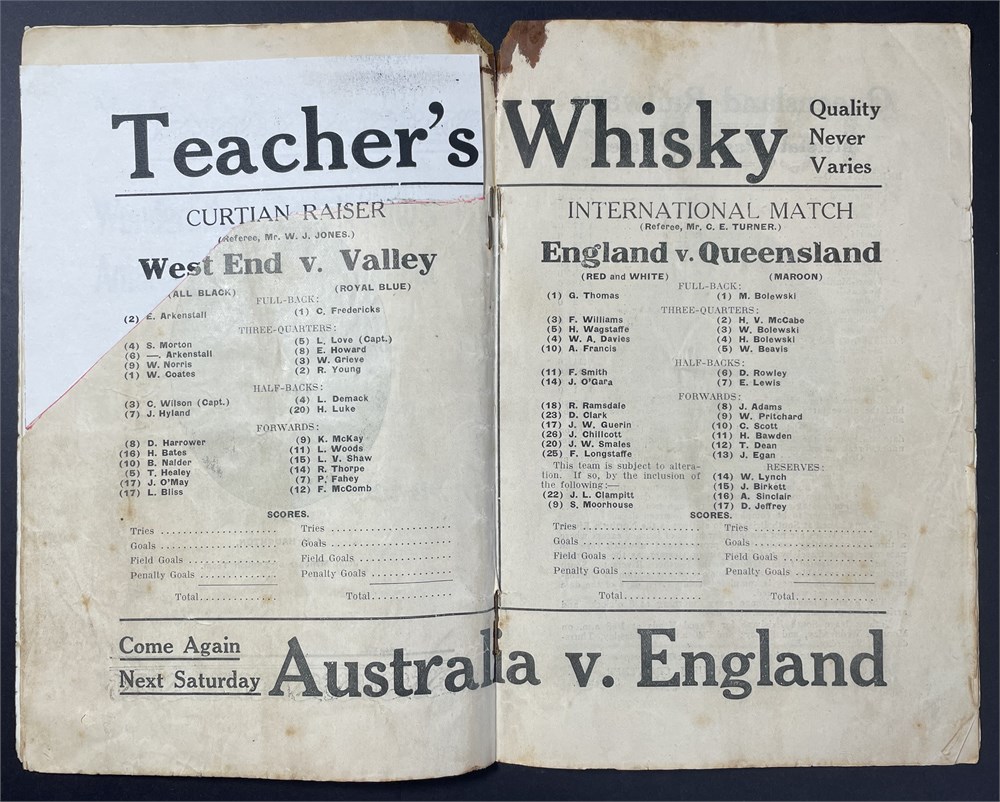 Teacher's Whisky
Quality
Never
Varies
CURTIAN RAISER
(Referee, Mr. W. J. JONES.)
West End v. Valley
(ALL BLACK) (ROYAL BLUE)
FULL-BACK:
(2) E. Arkenstall (1) C. Fredericks
THREE-QUARTERS:
(4) S. Morton (5) L. Love (Capt.)
(6) —. Arkenstall (8) E. Howard
(9) W. Norris (3) W. Grieve
(1) W. Coates (2) R. Young
HALF-BACKS:
(3) C. Wilson (Capt.) (4) L. Demack
(7) J. Hyland (20) H. Luke
FORWARDS:
(8) D. Harrower (9) K. McKay
(16) H. Bates (11) L. Woods
(10) B. Nalder (15) L. V. Shaw
(5) T. Healey (14) R. Thorpe
(17) J. O'May (7) P. Fahey
(17) L. Bliss (12) F. McComb
SCORES.
Tries .................... Tries ....................
Goals .................... Goals ....................
Field Goals .................... Field Goals ....................
Penalty Goals .................... Penalty Goals ....................
Total.................... Total....................
INTERNATIONAL MATCH
(Referee, Mr. C. E. TURNER.)
England v. Queensland
(RED and WHITE) (MAROON)
FULL-BACK:
(1) G. Thomas (1) M. Bolewski
THREE-QUARTERS:
(3) F. Williams (2) H. V. McCabe
(5) H. Wagstaffe (3) W. Bolewski
(4) W. A. Davies (4) H. Bolewski
(10) A. Francis (5) W. Beavis
HALF-BACKS:
(11) F. Smith (6) D. Rowley
(14) J. O'Gara (7) E. Lewis
FORWARDS:
(18) R. Ramsdale (8) J. Adams
(23) D. Clark (9) W. Pritchard
(17) J. W. Guerin (10) C. Scott
(26) J. Chillcott (11) H. Bawden
(20) J. W. Smales (12) T. Dean
(25) F. Longstaffe (13) J. Egan
This team is subject to altera-
tion. If so, by the inclusion of
the following:—
(22) J. L. Clampitt
(9) S. Moorhouse
RESERVES:
(14) W. Lynch
(15) J. Birkett
(16) A. Sinclair
(17) D. Jeffrey
SCORES.
Tries .................... Tries ....................
Goals .................... Goals ....................
Field Goals .................... Field Goals ....................
Penalty Goals .................... Penalty Goals ....................
Total.................... Total....................
Come Again
Next Saturday
Australia v. England